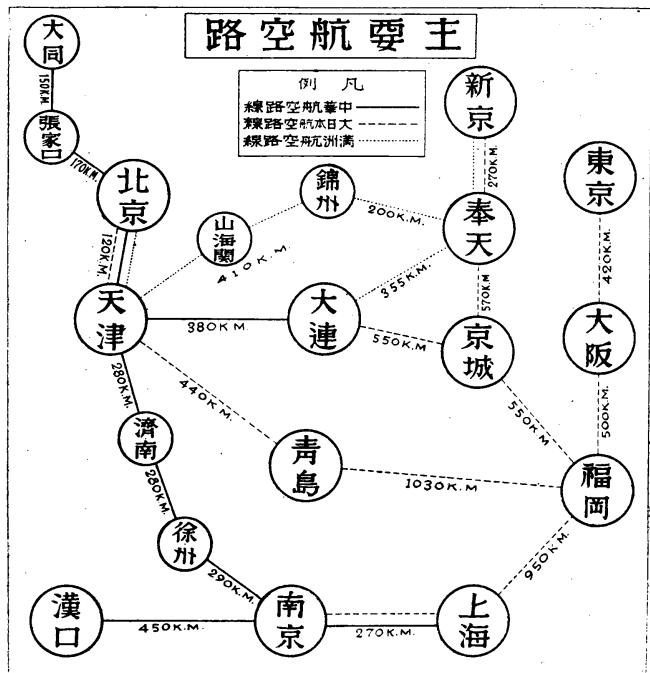 主要航空路
凡例
中華航空路線
大日本航空路線
満洲航空路線
大同
150K.M.
張家口
170K.M.
北京
120K.M.
天津
山海關
410K.M.
錦州
200K.M.
新京
270K.M.
奉天
355K.M.
570K.M.
380K.M.
大連
550K.M.
京城
550K.M.
東京
420K.M.
大阪
500K.M.
福岡
440K.M.
靑島
1030K.M
280K.M.
濟南
280K.M.
徐州
290K.M.
漢口
450K.M.
南京
270K.M.
上海
950K.M.